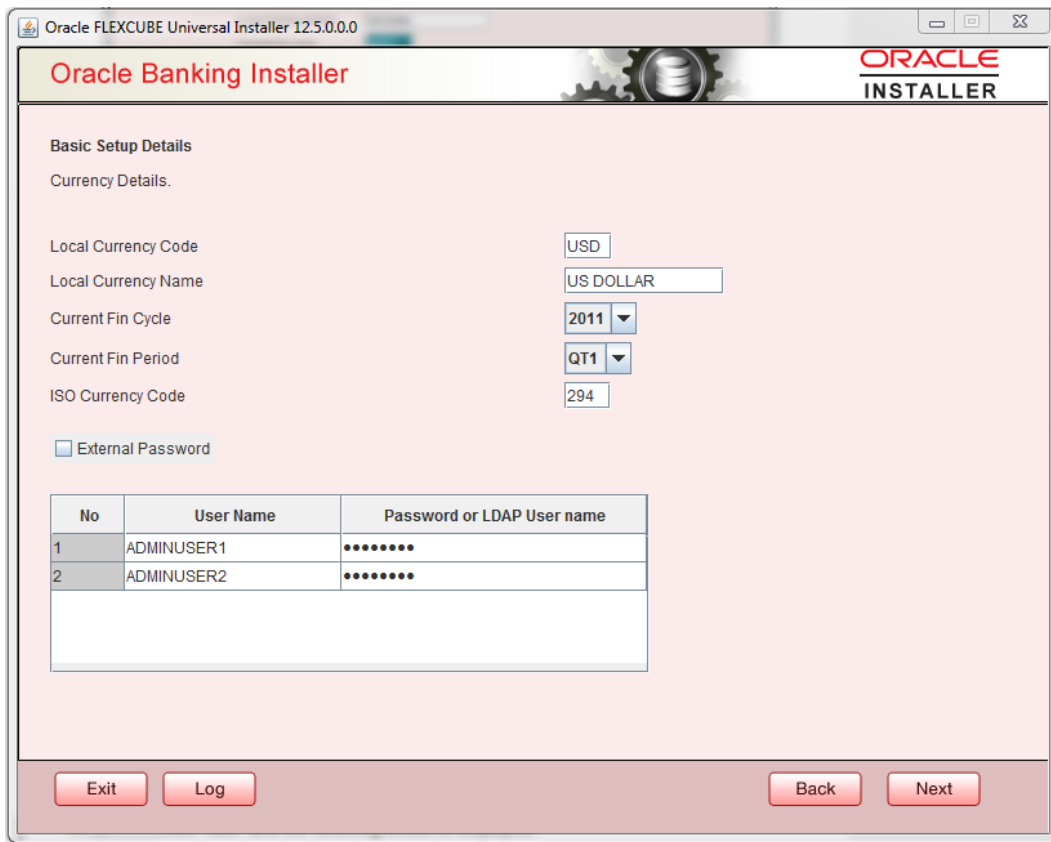 Oracle FLEXCUBE Universal Installer 12.5.0.0.0
Oracle Banking Installer
ORACLE
INSTALLER
Basic Setup Details
Currency Details.
Local Currency Code USD
Local Currency Name US DOLLAR
Current Fin Cycle 2011
Current Fin Period QT1
ISO Currency Code 294
External Password
No User Name Password or LDAP User name
1 ADMINUSER1 ••••••••
2 ADMINUSER2 ••••••••
Exit Log Back Next